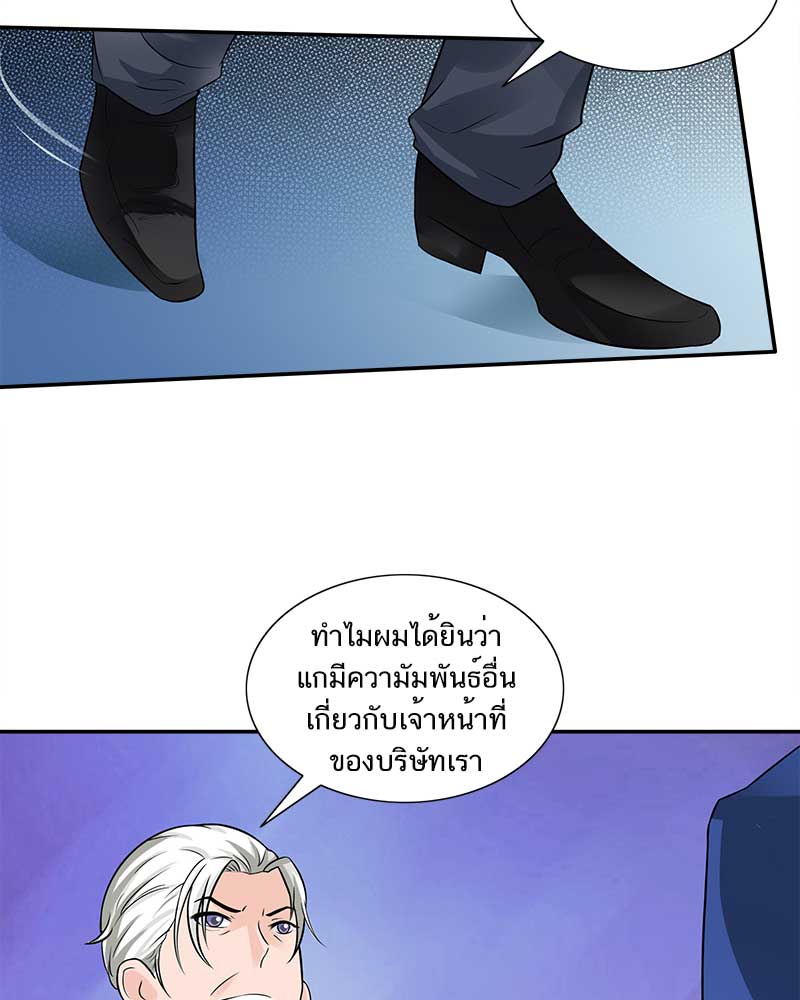 ทำไมผมได้ยินว่า
แกมีความัมพันธ์อื่น
เกี่ยวกับเจ้าหน้าที่
ของบริษัทเรา